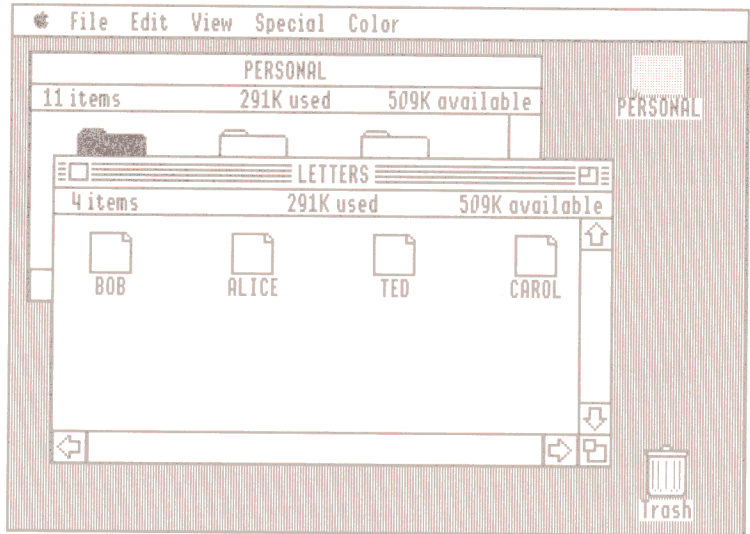 File Edit View Special Color
PERSONAL
11 items 291K used 509K available
PERSONAL
LETTERS
4 items 291K used 509K available
BOB ALICE TED CAROL
Trash